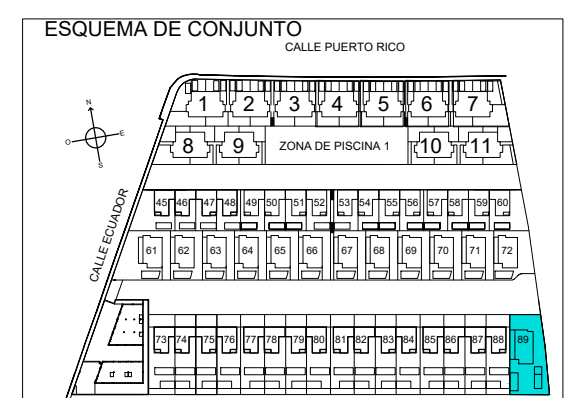 ESQUEMA DE CONJUNTO
CALLE PUERTO RICO
1 2 3 4 5 6 7
N
O E
S
8 9 ZONA DE PISCINA 1 10 11
CALLE ECUADOR
45 46 47 48 49 50 51 52 53 54 55 56 57 58 59 60
61 62 63 64 65 66 67 68 69 70 71 72
73 74 75 76 77 78 79 80 81 82 83 84 85 86 87 88 89